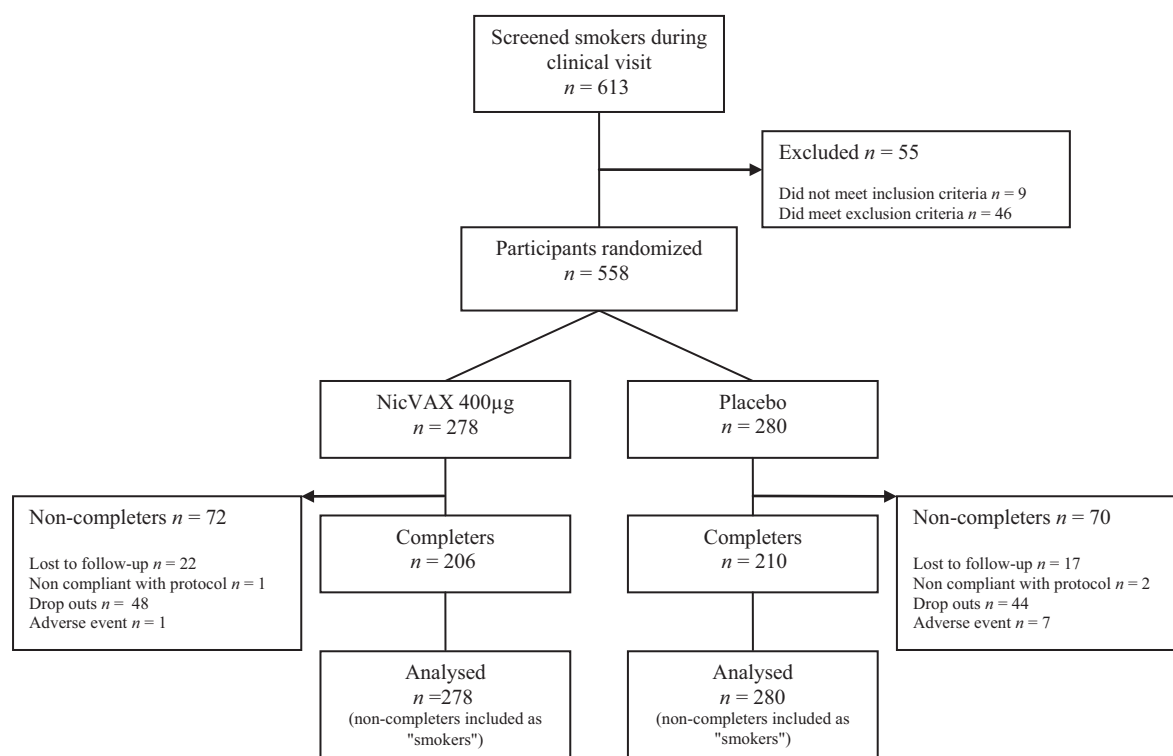 Screened smokers during
clinical visit
n = 613
Excluded n = 55
Did not meet inclusion criteria n = 9
Did meet exclusion criteria n = 46
Participants randomized
n = 558
NicVAX 400µg
n = 278
Placebo
n = 280
Non-completers n = 72
Lost to follow-up n = 22
Non compliant with protocol n = 1
Drop outs n = 48
Adverse event n = 1
Completers
n = 206
Completers
n = 210
Non-completers n = 70
Lost to follow-up n = 17
Non compliant with protocol n = 2
Drop outs n = 44
Adverse event n = 7
Analysed
n =278
(non-completers included as
"smokers")
Analysed
n = 280
(non-completers included as
"smokers")